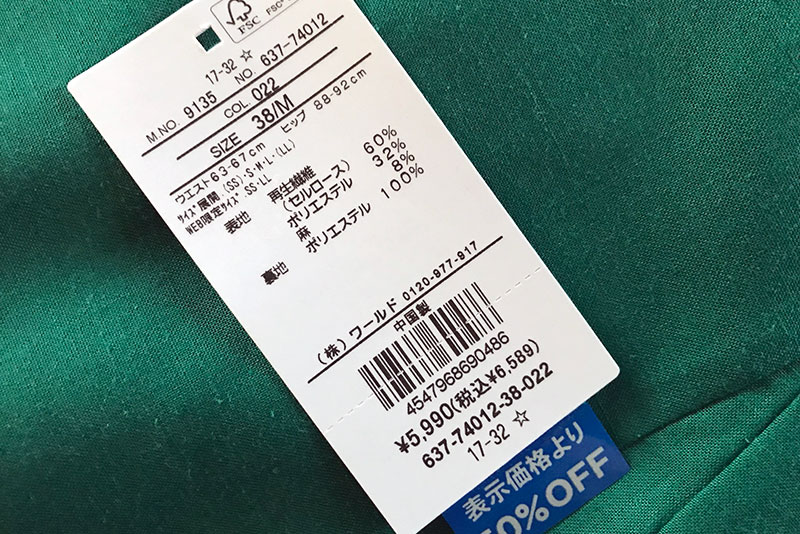 FSC
FSC®
17-32 ☆
M.NO. 9135 NO. 637-74012
COL. 022
SIZE 38/M
ウエスト63-67cm ヒップ 88-92cm
サイズ展開 (SS)・S・M・L・(LL)
WEB限定サイズ・SS・LL
表地 再生繊維 60%
(セルロース)
ポリエステル 32%
麻 8%
裏地 ポリエステル 100%
(株)ワールド 0120-977-917
中国製
4547968690486
¥5,990(税込¥6,589)
637-74012-38-022
17-32 ☆
表示価格より
0%OFF